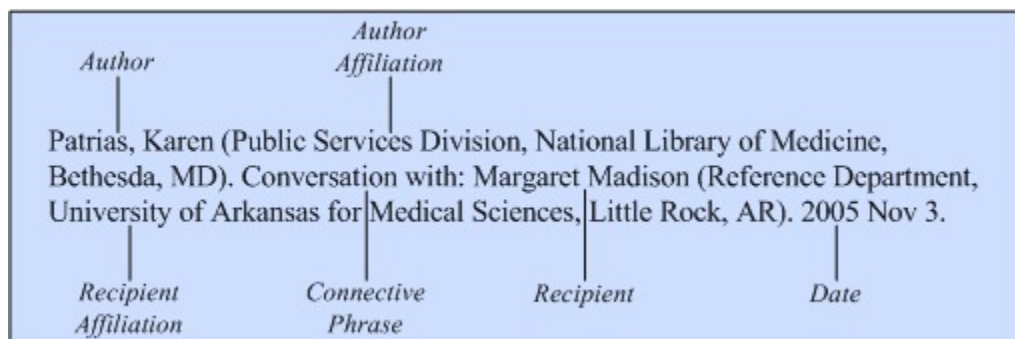 Author
Author
Affiliation
Patrias, Karen (Public Services Division, National Library of Medicine,
Bethesda, MD). Conversation with: Margaret Madison (Reference Department,
University of Arkansas for Medical Sciences, Little Rock, AR). 2005 Nov 3.
Recipient
Affiliation
Connective
Phrase
Recipient
Date